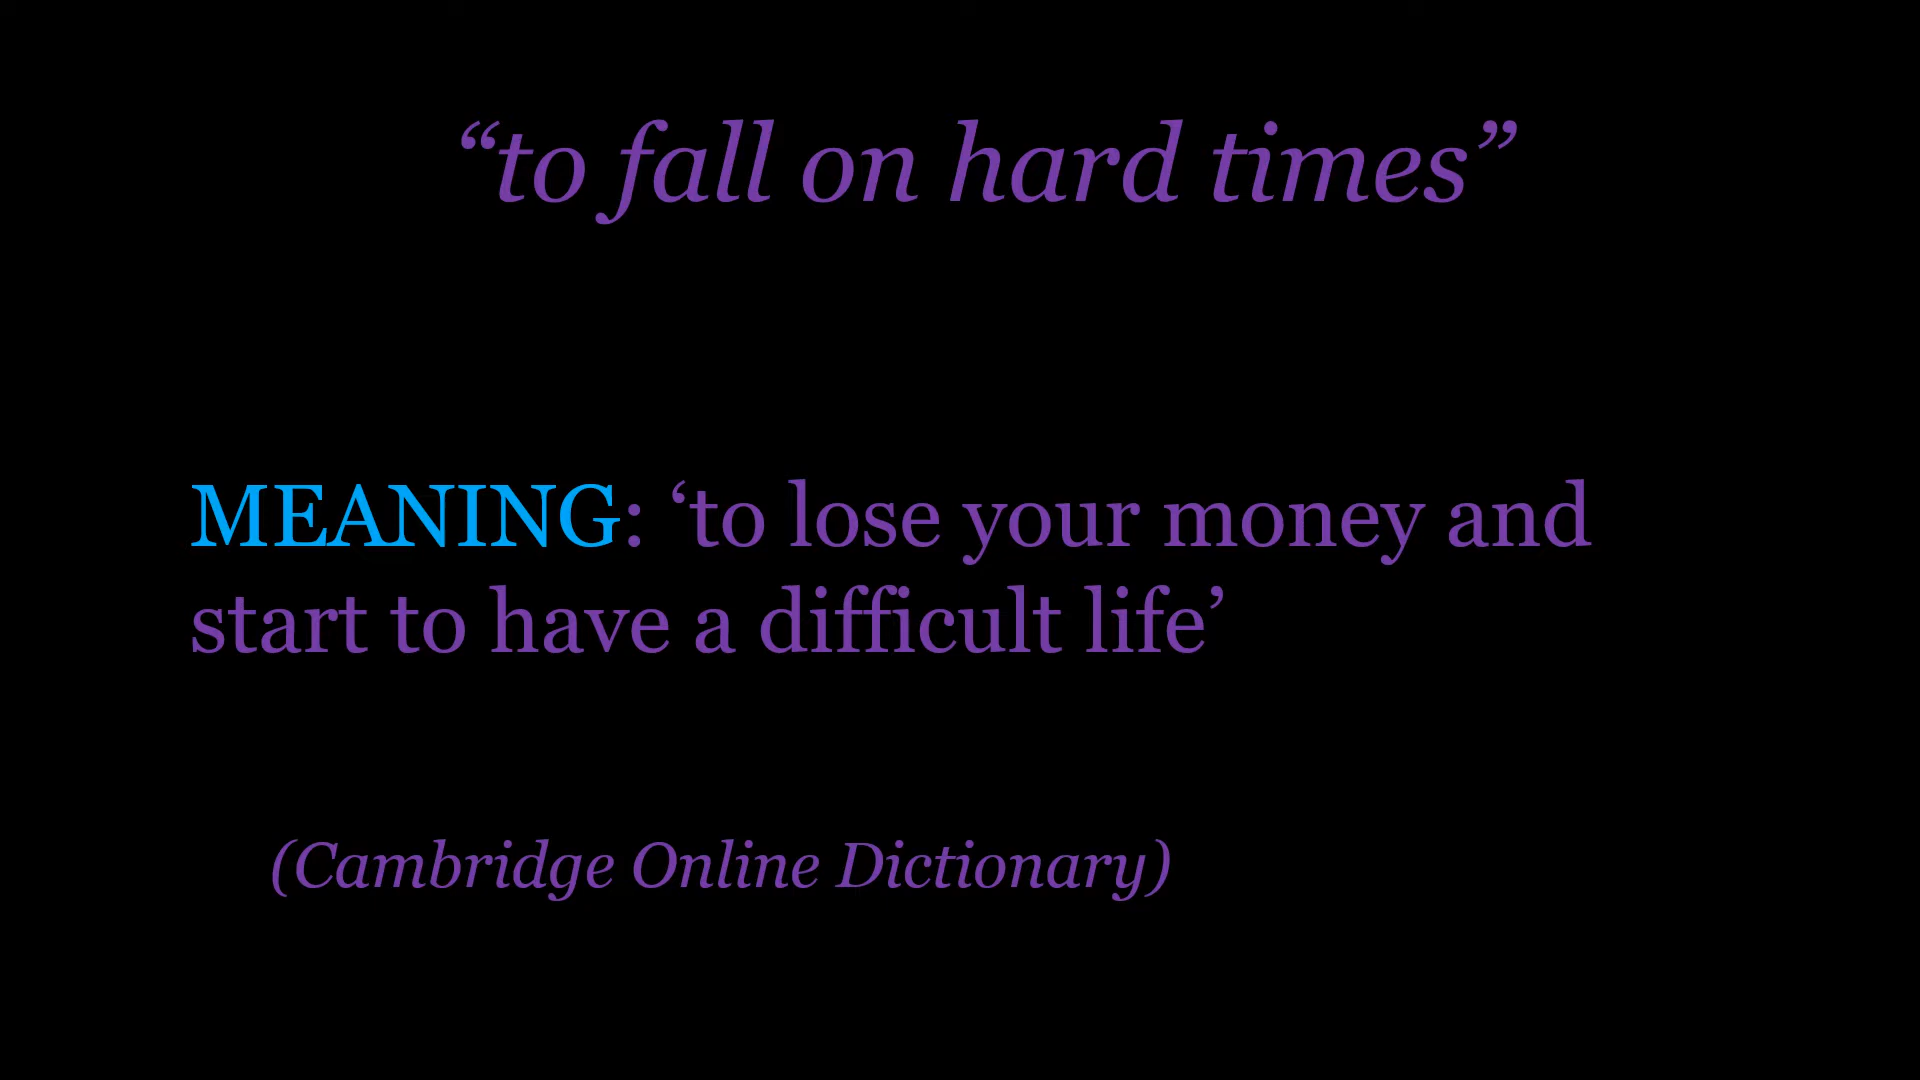 “to fall on hard times”
MEANING: ‘to lose your money and
start to have a difficult life’
(Cambridge Online Dictionary)